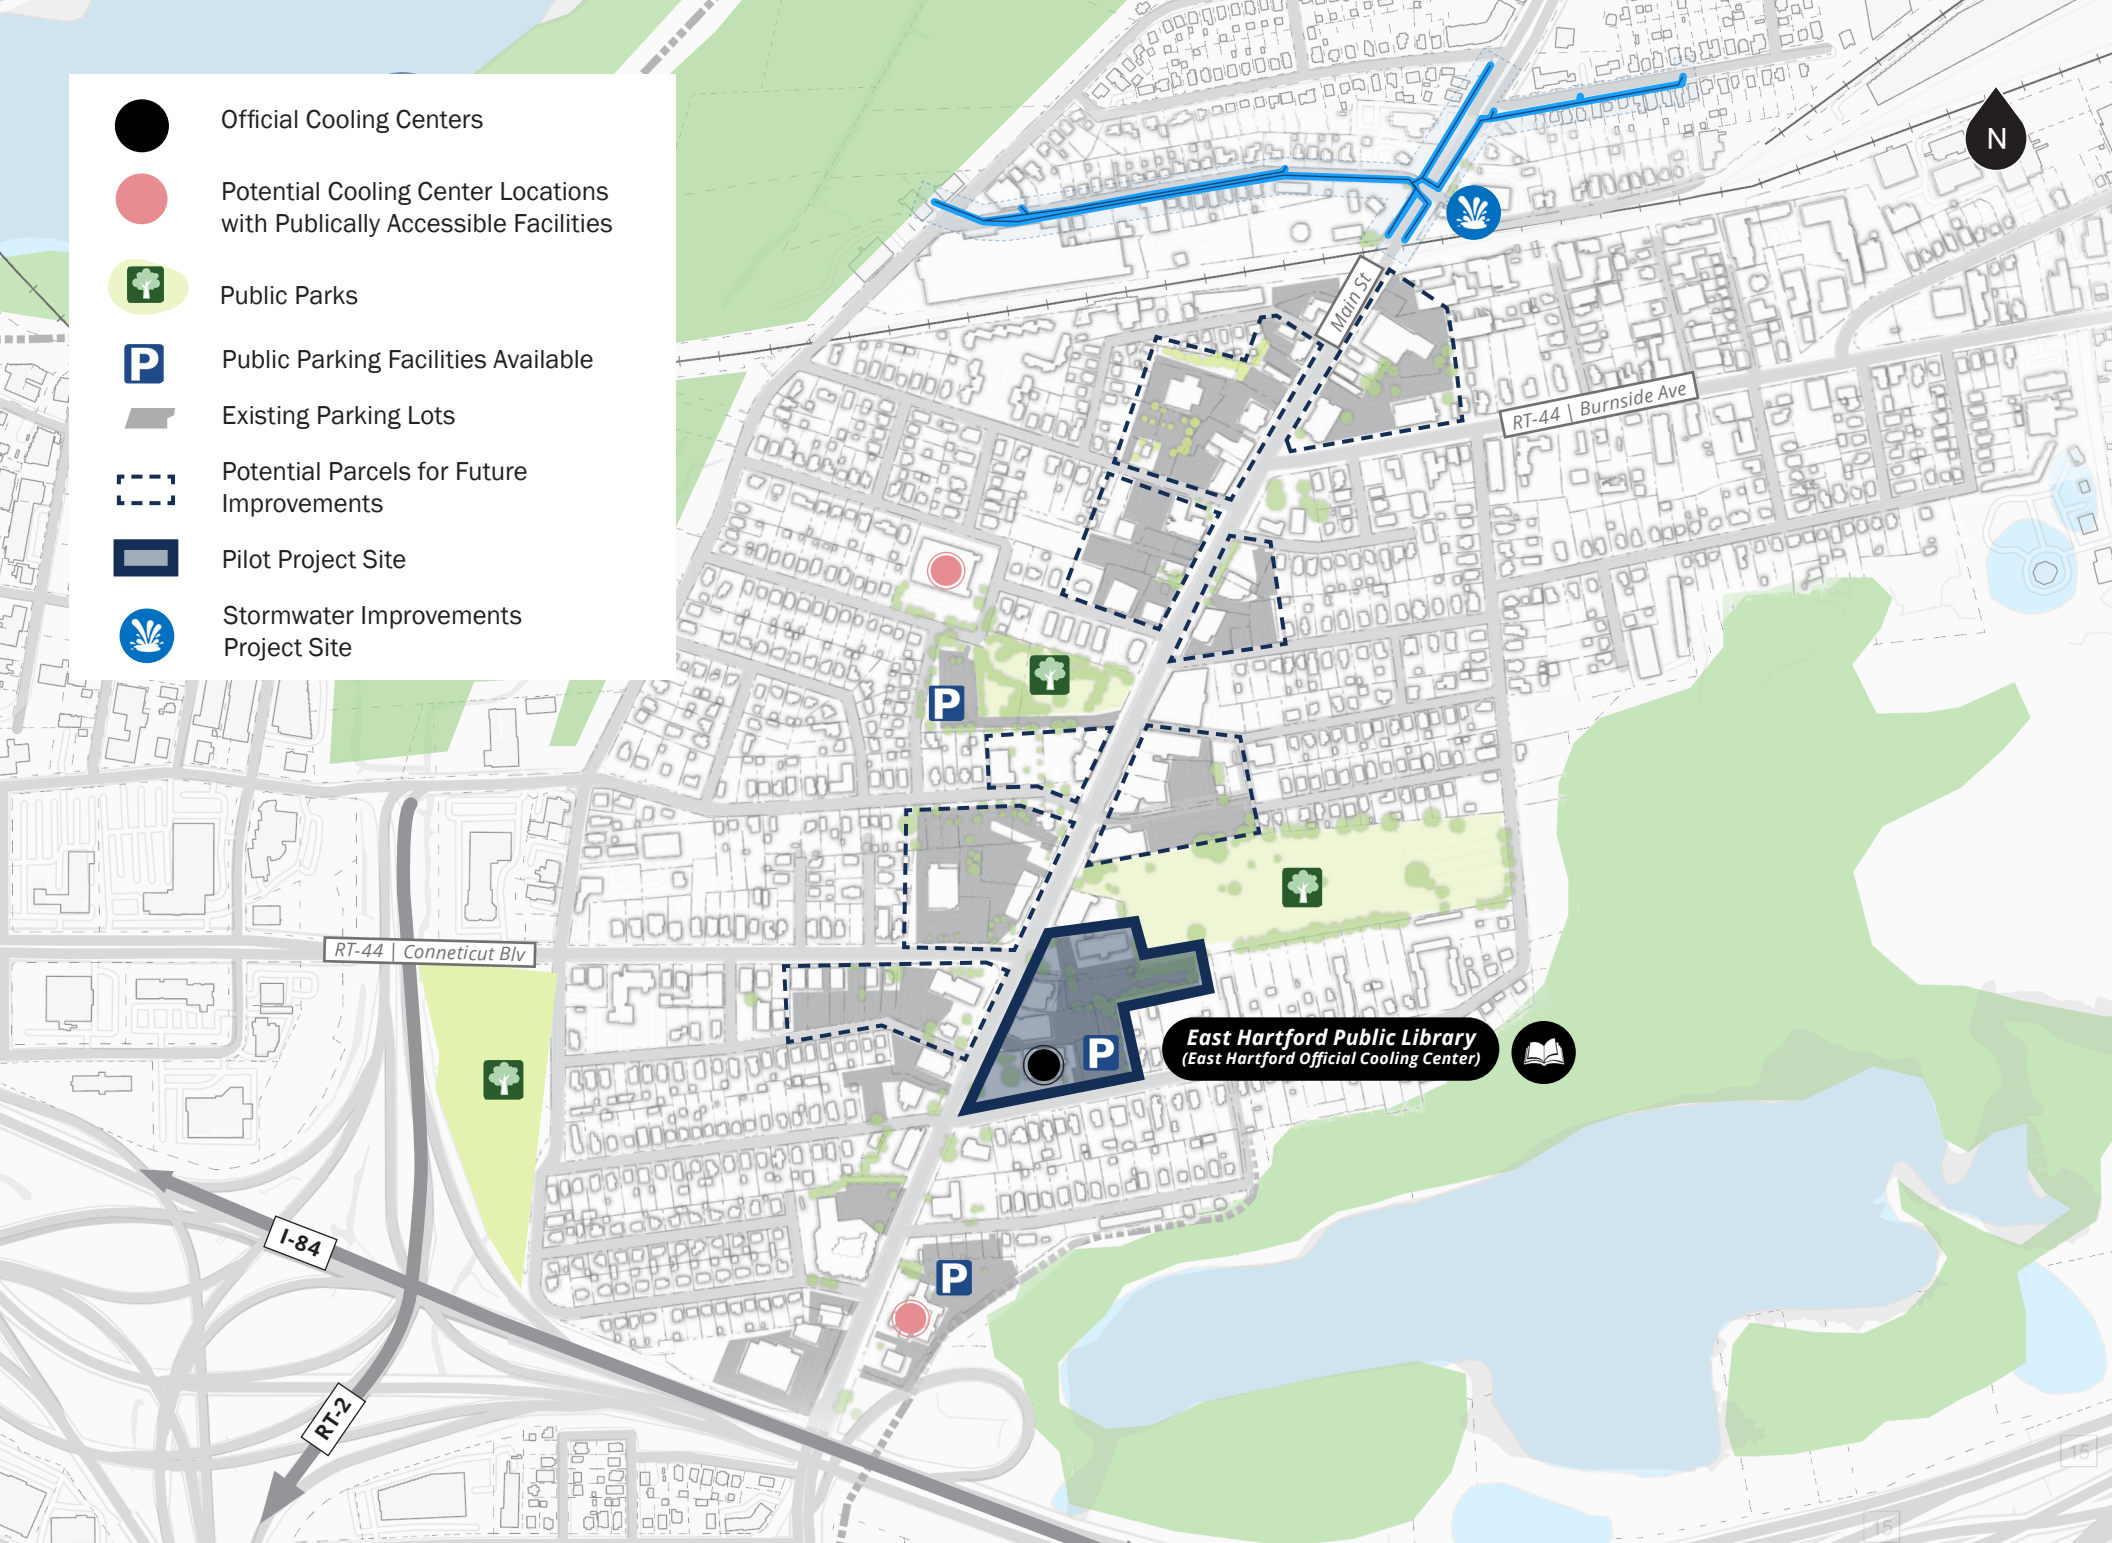 Official Cooling Centers
Potential Cooling Center Locations
with Publically Accessible Facilities
Public Parks
P
Public Parking Facilities Available
Existing Parking Lots
Potential Parcels for Future
Improvements
Pilot Project Site
Stormwater Improvements
Project Site
N
Main St
RT-44 | Burnside Ave
P
RT-44 | Conneticut Blv
East Hartford Public Library
(East Hartford Official Cooling Center)
P
I-84
P
RT-2
15
15